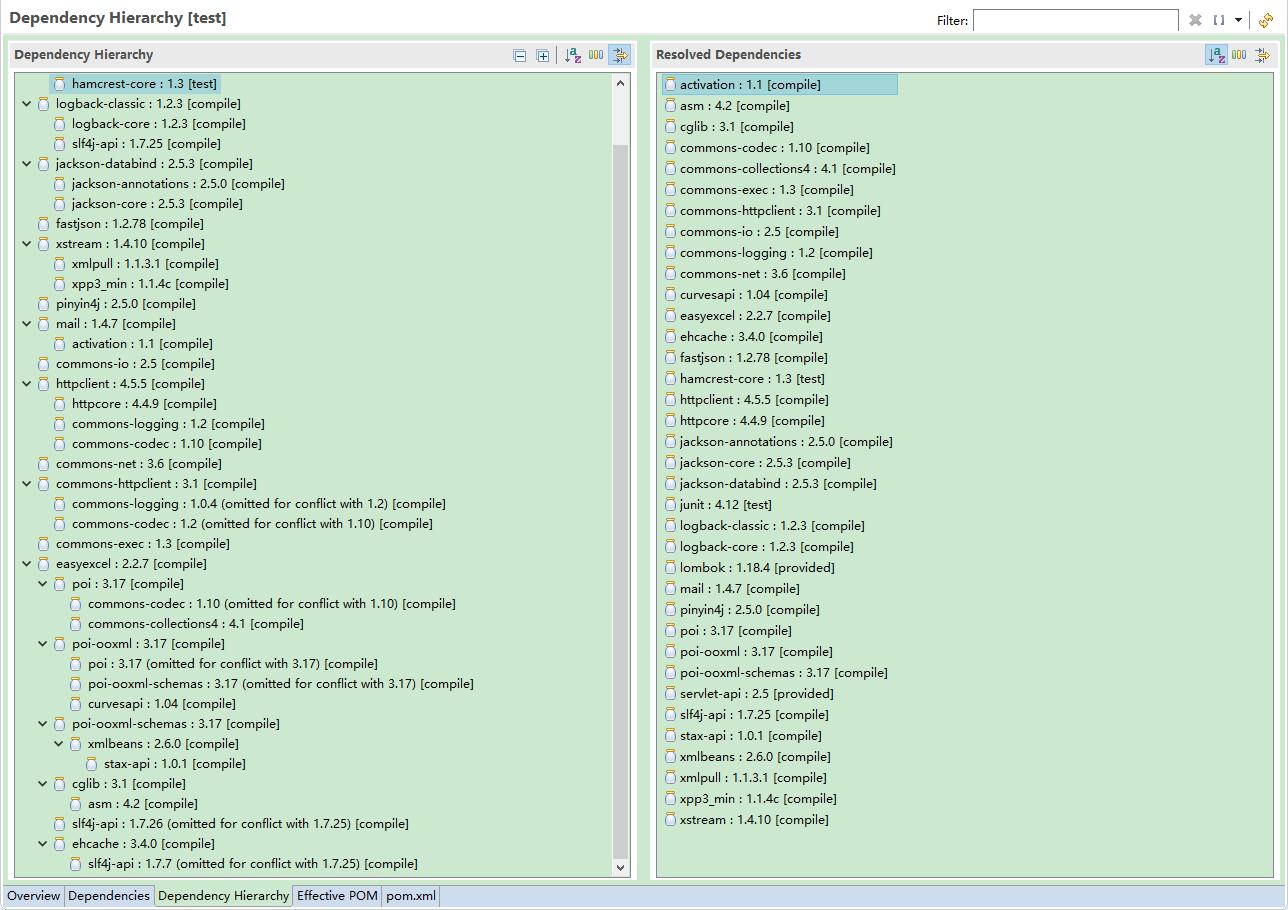 Dependency Hierarchy [test]
Filter:
Dependency Hierarchy
hamcrest-core : 1.3 [test]
logback-classic : 1.2.3 [compile]
logback-core : 1.2.3 [compile]
slf4j-api : 1.7.25 [compile]
jackson-databind : 2.5.3 [compile]
jackson-annotations : 2.5.0 [compile]
jackson-core : 2.5.3 [compile]
fastjson : 1.2.78 [compile]
xstream : 1.4.10 [compile]
xmlpull : 1.1.3.1 [compile]
xpp3_min : 1.1.4c [compile]
pinyin4j : 2.5.0 [compile]
mail : 1.4.7 [compile]
activation : 1.1 [compile]
commons-io : 2.5 [compile]
httpclient : 4.5.5 [compile]
httpcore : 4.4.9 [compile]
commons-logging : 1.2 [compile]
commons-codec : 1.10 [compile]
commons-net : 3.6 [compile]
commons-httpclient : 3.1 [compile]
commons-logging : 1.0.4 (omitted for conflict with 1.2) [compile]
commons-codec : 1.2 (omitted for conflict with 1.10) [compile]
commons-exec : 1.3 [compile]
easyexcel : 2.2.7 [compile]
poi : 3.17 [compile]
commons-codec : 1.10 (omitted for conflict with 1.10) [compile]
commons-collections4 : 4.1 [compile]
poi-ooxml : 3.17 [compile]
poi : 3.17 (omitted for conflict with 3.17) [compile]
poi-ooxml-schemas : 3.17 (omitted for conflict with 3.17) [compile]
curvesapi : 1.04 [compile]
poi-ooxml-schemas : 3.17 [compile]
xmlbeans : 2.6.0 [compile]
stax-api : 1.0.1 [compile]
cglib : 3.1 [compile]
asm : 4.2 [compile]
slf4j-api : 1.7.26 (omitted for conflict with 1.7.25) [compile]
ehcache : 3.4.0 [compile]
slf4j-api : 1.7.7 (omitted for conflict with 1.7.25) [compile]
Resolved Dependencies
activation : 1.1 [compile]
asm : 4.2 [compile]
cglib : 3.1 [compile]
commons-codec : 1.10 [compile]
commons-collections4 : 4.1 [compile]
commons-exec : 1.3 [compile]
commons-httpclient : 3.1 [compile]
commons-io : 2.5 [compile]
commons-logging : 1.2 [compile]
commons-net : 3.6 [compile]
curvesapi : 1.04 [compile]
easyexcel : 2.2.7 [compile]
ehcache : 3.4.0 [compile]
fastjson : 1.2.78 [compile]
hamcrest-core : 1.3 [test]
httpclient : 4.5.5 [compile]
httpcore : 4.4.9 [compile]
jackson-annotations : 2.5.0 [compile]
jackson-core : 2.5.3 [compile]
jackson-databind : 2.5.3 [compile]
junit : 4.12 [test]
logback-classic : 1.2.3 [compile]
logback-core : 1.2.3 [compile]
lombok : 1.18.4 [provided]
mail : 1.4.7 [compile]
pinyin4j : 2.5.0 [compile]
poi : 3.17 [compile]
poi-ooxml : 3.17 [compile]
poi-ooxml-schemas : 3.17 [compile]
servlet-api : 2.5 [provided]
slf4j-api : 1.7.25 [compile]
stax-api : 1.0.1 [compile]
xmlbeans : 2.6.0 [compile]
xmlpull : 1.1.3.1 [compile]
xpp3_min : 1.1.4c [compile]
xstream : 1.4.10 [compile]
Overview Dependencies Dependency Hierarchy Effective POM pom.xml